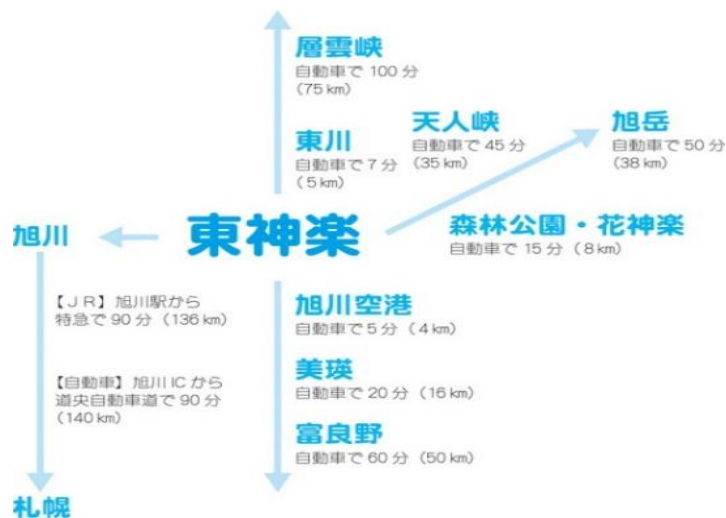 層雲峡
自動車で 100 分
(75 km)
東川
自動車で 7 分
(5 km)
天人峡
自動車で 45 分
(35 km)
旭岳
自動車で 50 分
(38 km)
旭川
東神楽
森林公園・花神楽
自動車で 15 分 (8 km)
【JR】旭川駅から
特急で 90 分 (136 km)
【自動車】旭川 IC から
道央自動車道で 90 分
(140 km)
旭川空港
自動車で 5 分 (4 km)
美瑛
自動車で 20 分 (16 km)
富良野
自動車で 60 分 (50 km)
札幌